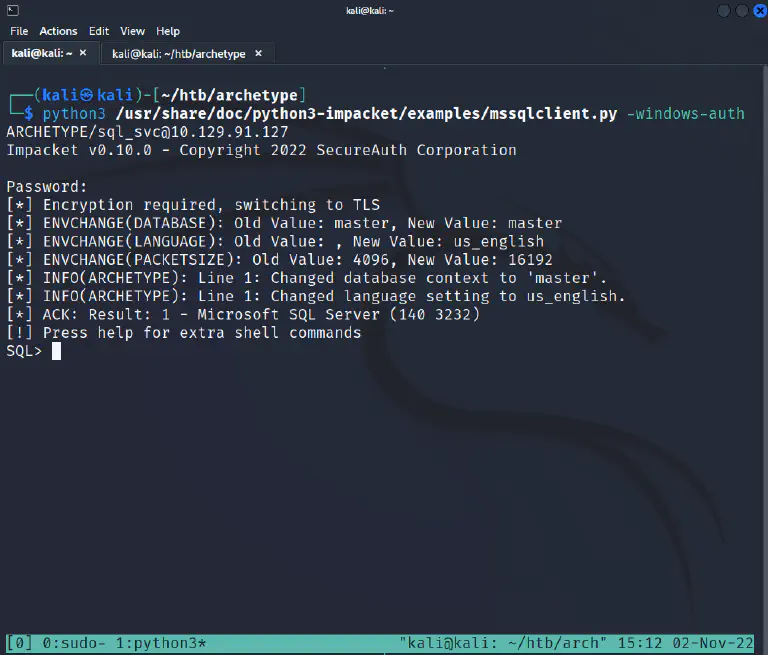 kali@kali: ~
File Actions Edit View Help
kali@kali: ~ × kali@kali: ~/htb/archetype ×
┌──(kali㉿kali)-[~/htb/archetype]
└─$ python3 /usr/share/doc/python3-impacket/examples/mssqlclient.py -windows-auth
ARCHETYPE/sql_svc@10.129.91.127
Impacket v0.10.0 - Copyright 2022 SecureAuth Corporation
Password:
[*] Encryption required, switching to TLS
[*] ENVCHANGE(DATABASE): Old Value: master, New Value: master
[*] ENVCHANGE(LANGUAGE): Old Value: , New Value: us_english
[*] ENVCHANGE(PACKETSIZE): Old Value: 4096, New Value: 16192
[*] INFO(ARCHETYPE): Line 1: Changed database context to 'master'.
[*] INFO(ARCHETYPE): Line 1: Changed language setting to us_english.
[*] ACK: Result: 1 - Microsoft SQL Server (140 3232)
[!] Press help for extra shell commands
SQL>
[0] 0:sudo- 1:python3* "kali@kali: ~/htb/arch" 15:12 02-Nov-22